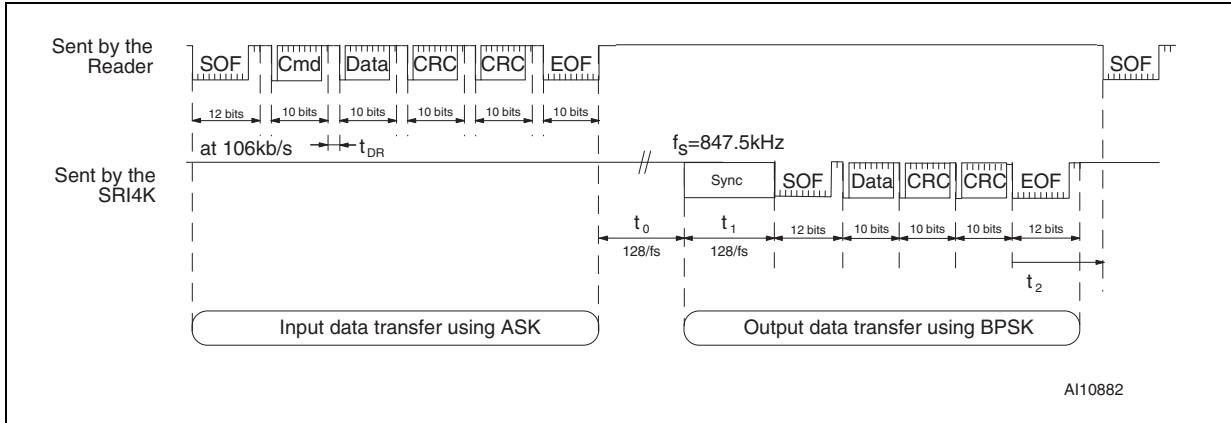 Sent by the Reader
SOF Cmd Data CRC CRC EOF SOF
12 bits 10 bits 10 bits 10 bits 10 bits 10 bits
at 106kb/s tDR fS=847.5kHz
Sent by the SRI4K
// Sync SOF Data CRC CRC EOF
t0 t1 12 bits 10 bits 10 bits 10 bits 12 bits
128/fs 128/fs t2
Input data transfer using ASK Output data transfer using BPSK
AI10882